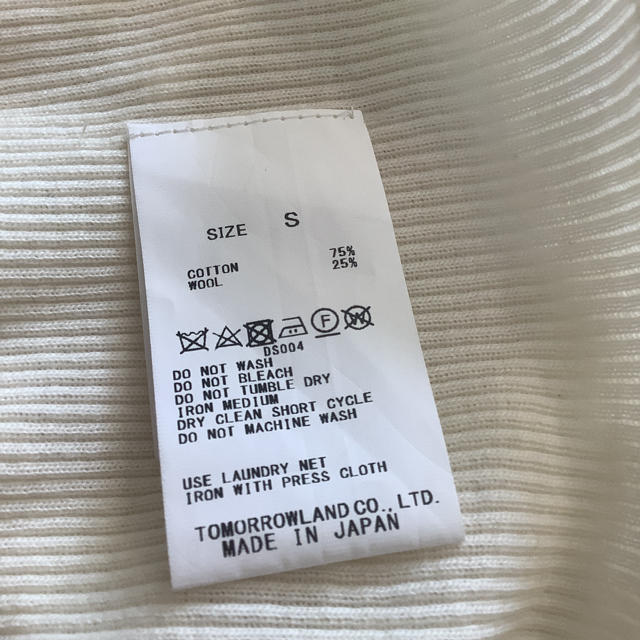 SIZE S
COTTON 75%
WOOL 25%
F W
DS004
DO NOT WASH
DO NOT BLEACH
DO NOT TUMBLE DRY
IRON MEDIUM
DRY CLEAN SHORT CYCLE
DO NOT MACHINE WASH
USE LAUNDRY NET
IRON WITH PRESS CLOTH
TOMORROWLAND CO., LTD.
MADE IN JAPAN